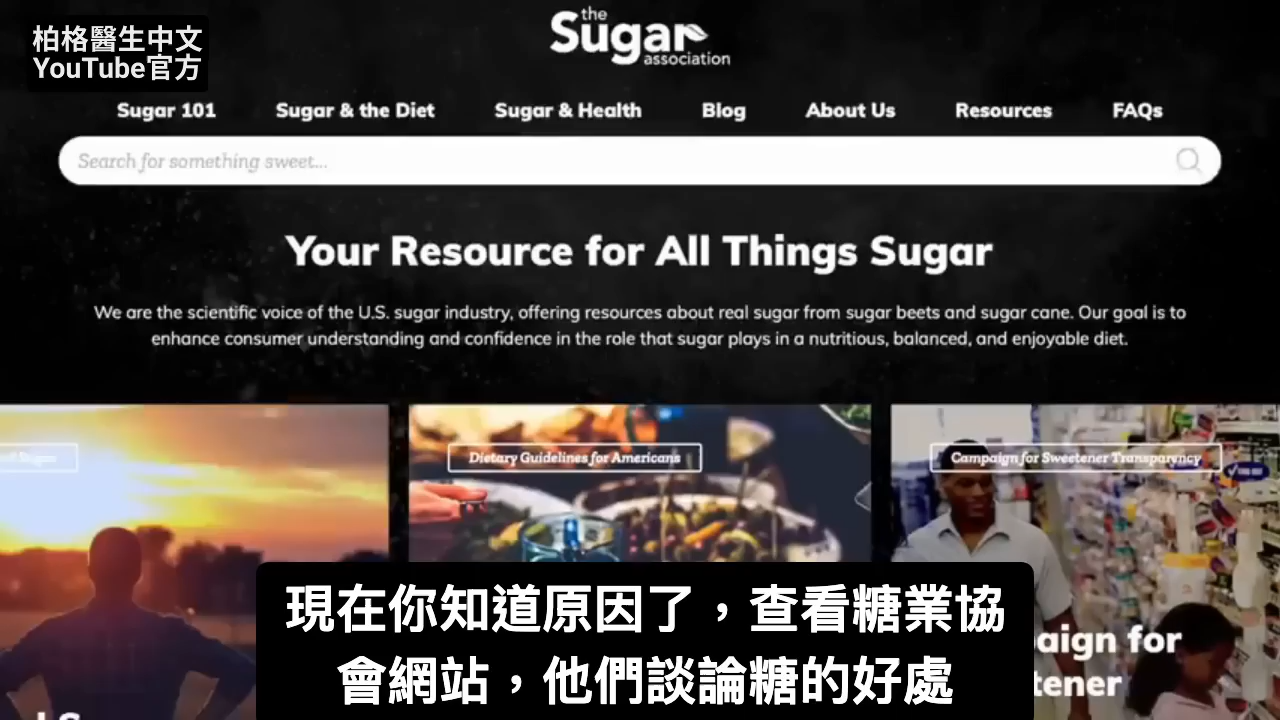 柏格醫生中文
YouTube官方
the
Sugar
association
Sugar 101 Sugar & the Diet Sugar & Health Blog About Us Resources FAQs
Search for something sweet...
Your Resource for All Things Sugar
We are the scientific voice of the U.S. sugar industry, offering resources about real sugar from sugar beets and sugar cane. Our goal is to
enhance consumer understanding and confidence in the role that sugar plays in a nutritious, balanced, and enjoyable diet.
Dietary Guidelines for Americans
Campaign for Sweetener Transparency
現在你知道原因了，查看糖業協
會網站，他們談論糖的好處